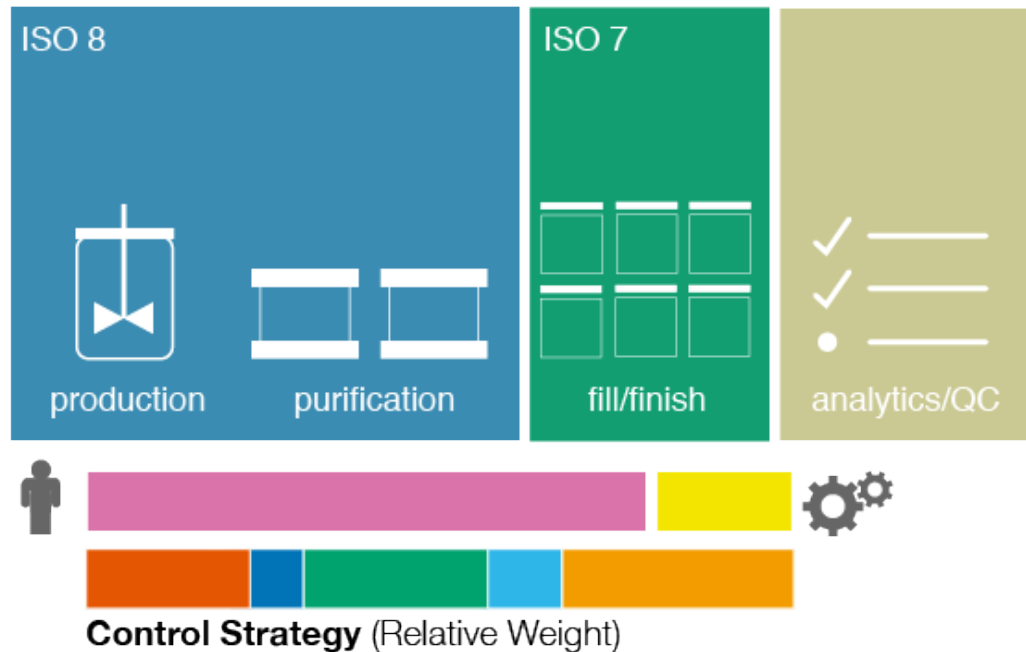 ISO 8
ISO 7
production
purification
fill/finish
analytics/QC
Control Strategy (Relative Weight)